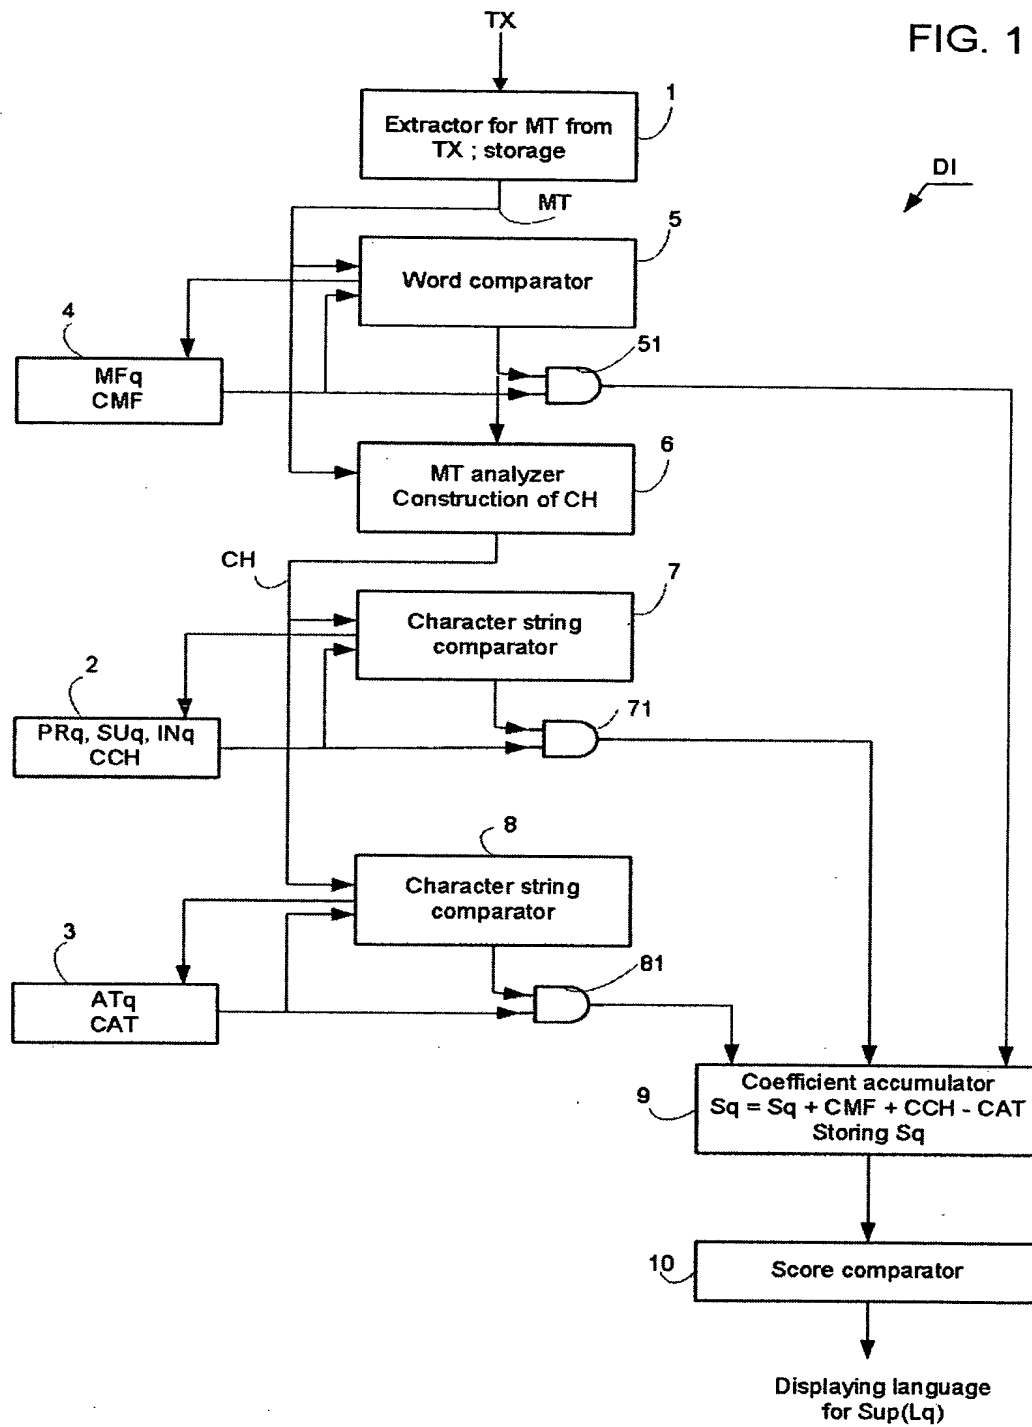 TX
FIG. 1
1
Extractor for MT from
TX ; storage
DI
MT
5
Word comparator
4
51
MFq
CMF
6
MT analyzer
Construction of CH
CH
7
Character string
comparator
2
71
PRq, SUq, INq
CCH
8
Character string
comparator
3
81
ATq
CAT
9
Coefficient accumulator
Sq = Sq + CMF + CCH - CAT
Storing Sq
10
Score comparator
Displaying language
for Sup(Lq)